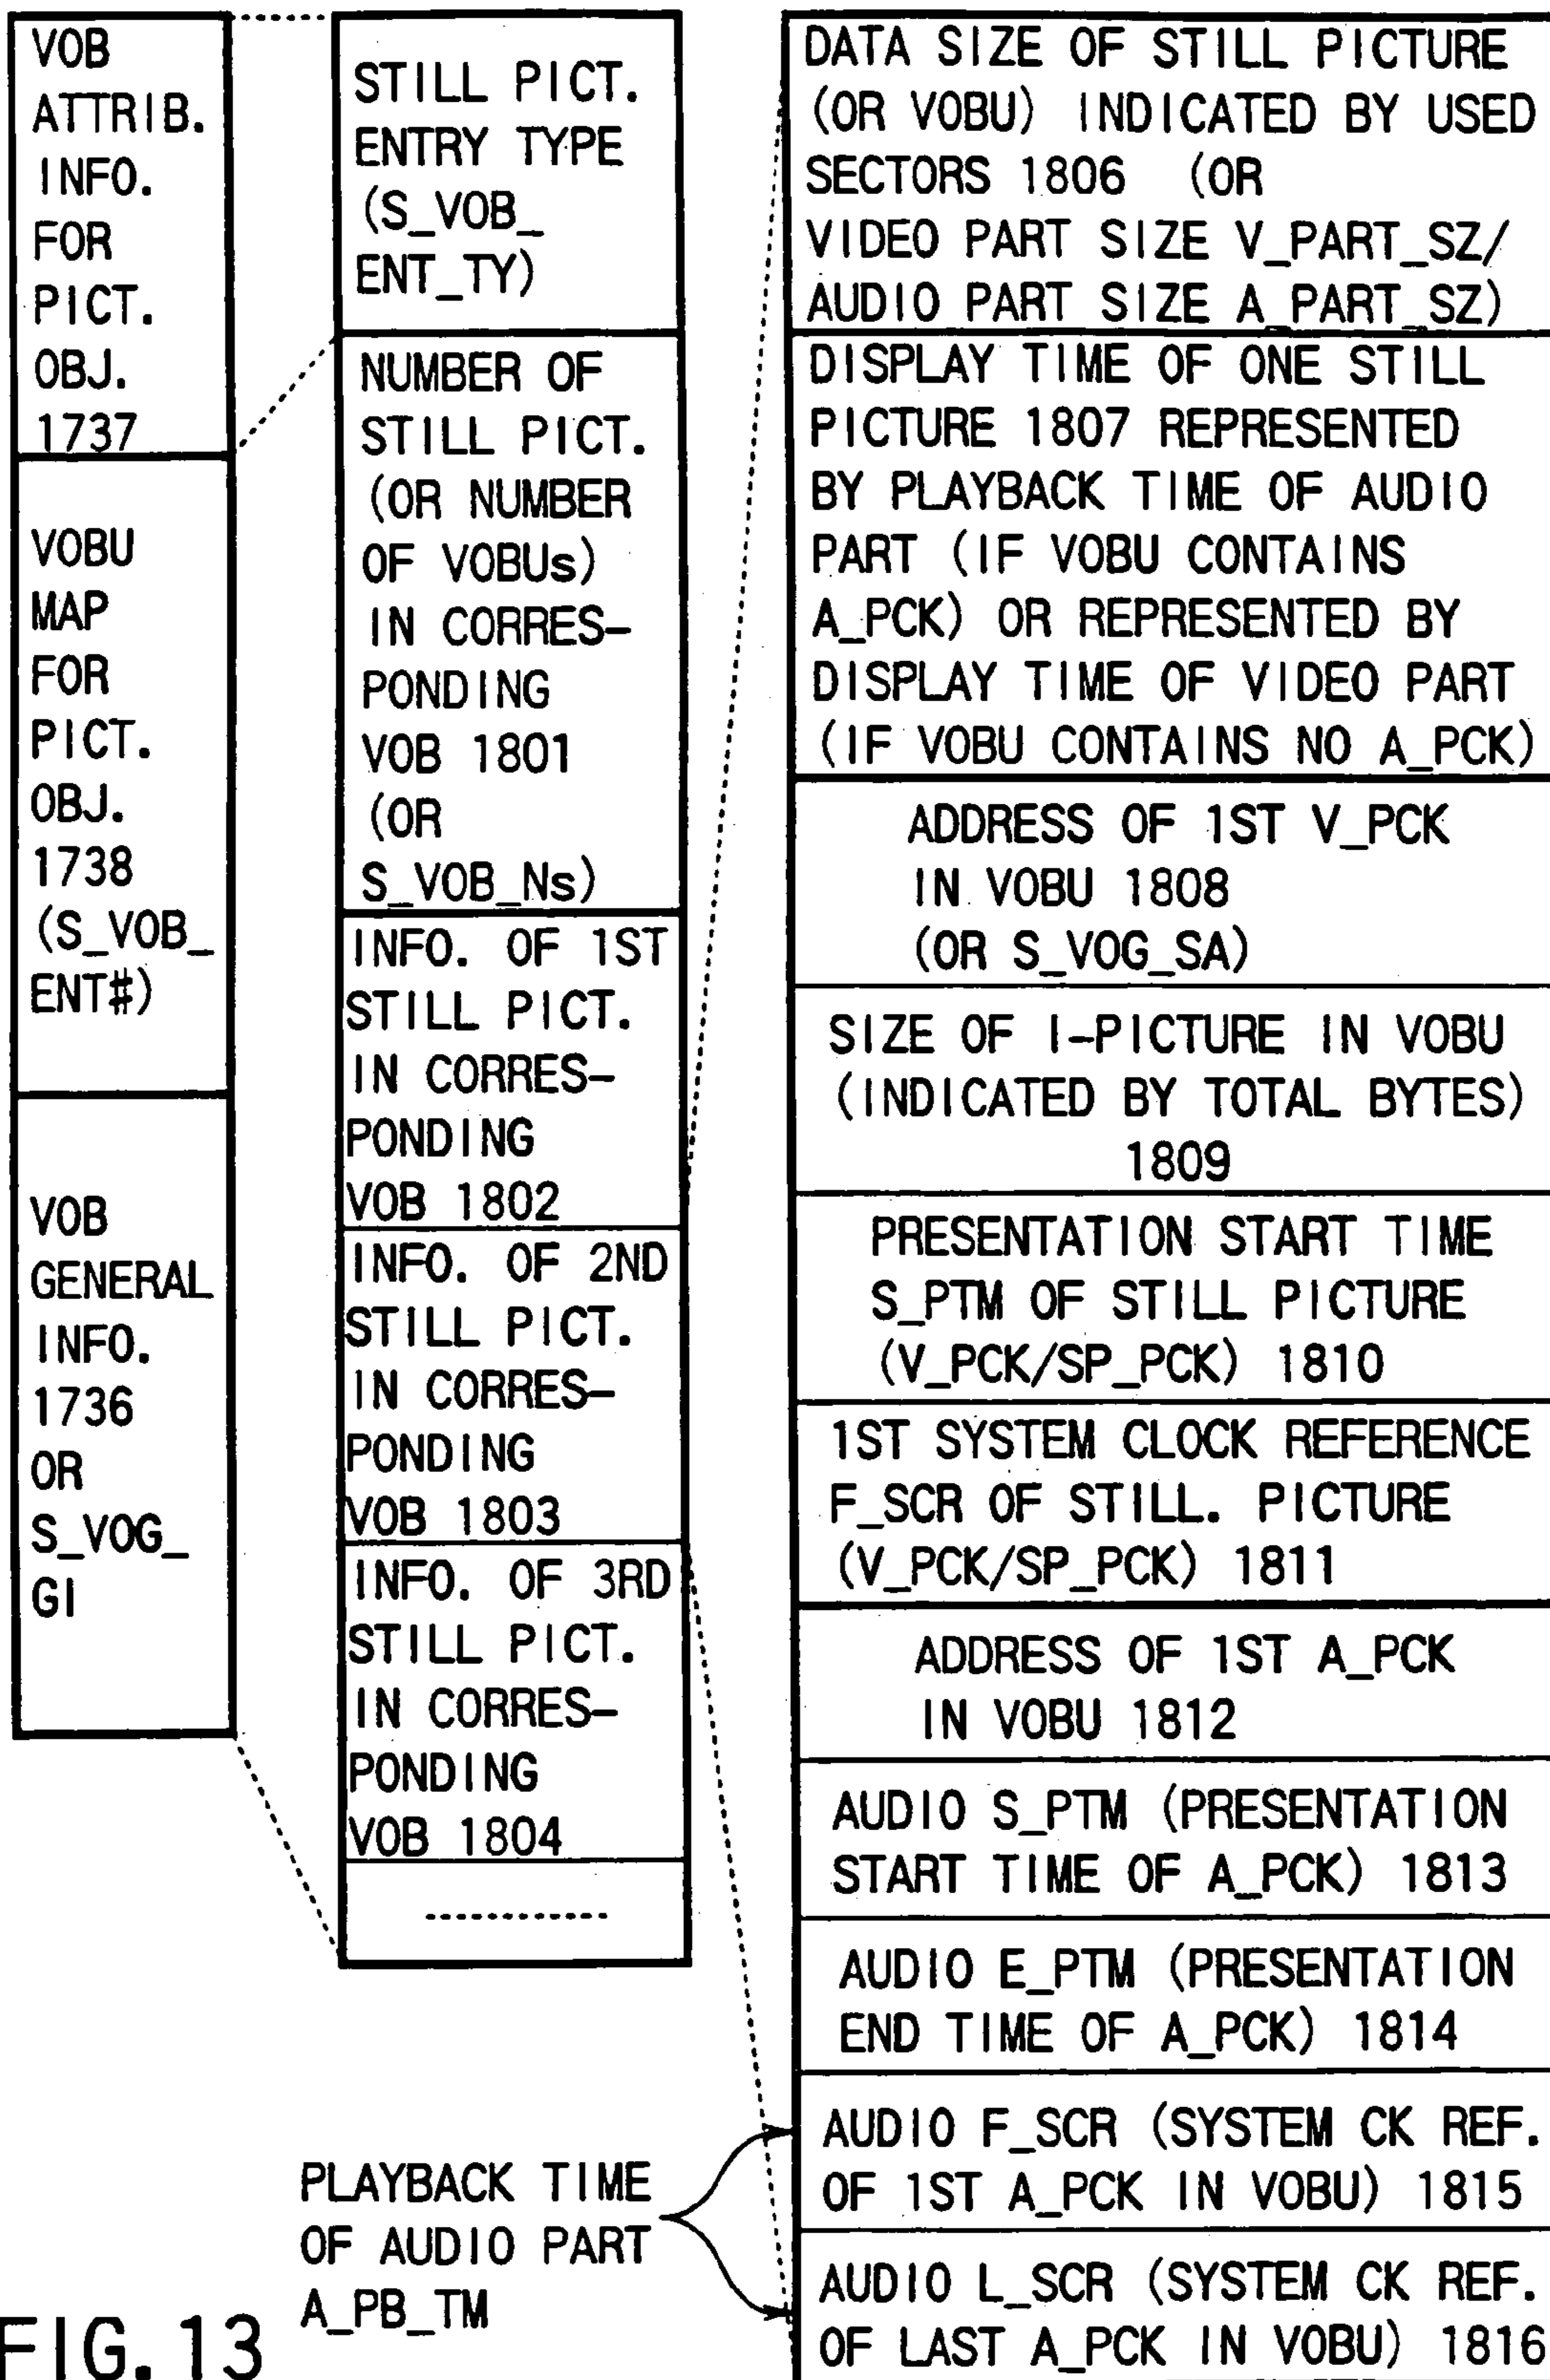 VOB
ATTRIB.
INFO.
FOR
PICT.
OBJ.
1737
VOBU
MAP
FOR
PICT.
OBJ.
1738
(S_VOB_
ENT#)
VOB
GENERAL
INFO.
1736
OR
S_VOG_
GI
STILL PICT.
ENTRY TYPE
(S_VOB_
ENT_TY)
NUMBER OF
STILL PICT.
(OR NUMBER
OF VOBUs)
IN CORRES-
PONDING
VOB 1801
(OR
S_VOB_Ns)
INFO. OF 1ST
STILL PICT.
IN CORRES-
PONDING
VOB 1802
INFO. OF 2ND
STILL PICT.
IN CORRES-
PONDING
VOB 1803
INFO. OF 3RD
STILL PICT.
IN CORRES-
PONDING
VOB 1804
DATA SIZE OF STILL PICTURE
(OR VOBU) INDICATED BY USED
SECTORS 1806 (OR
VIDEO PART SIZE V_PART_SZ/
AUDIO PART SIZE A_PART_SZ)
DISPLAY TIME OF ONE STILL
PICTURE 1807 REPRESENTED
BY PLAYBACK TIME OF AUDIO
PART (IF VOBU CONTAINS
A_PCK) OR REPRESENTED BY
DISPLAY TIME OF VIDEO PART
(IF VOBU CONTAINS NO A_PCK)
ADDRESS OF 1ST V_PCK
IN VOBU 1808
(OR S_VOG_SA)
SIZE OF I-PICTURE IN VOBU
(INDICATED BY TOTAL BYTES)
1809
PRESENTATION START TIME
S_PTM OF STILL PICTURE
(V_PCK/SP_PCK) 1810
1ST SYSTEM CLOCK REFERENCE
F_SCR OF STILL. PICTURE
(V_PCK/SP_PCK) 1811
ADDRESS OF 1ST A_PCK
IN VOBU 1812
AUDIO S_PTM (PRESENTATION
START TIME OF A_PCK) 1813
AUDIO E_PTM (PRESENTATION
END TIME OF A_PCK) 1814
AUDIO F_SCR (SYSTEM CK REF.
OF 1ST A_PCK IN VOBU) 1815
AUDIO L_SCR (SYSTEM CK REF.
OF LAST A_PCK IN VOBU) 1816
PLAYBACK TIME
OF AUDIO PART
A_PB_TM
FIG. 13